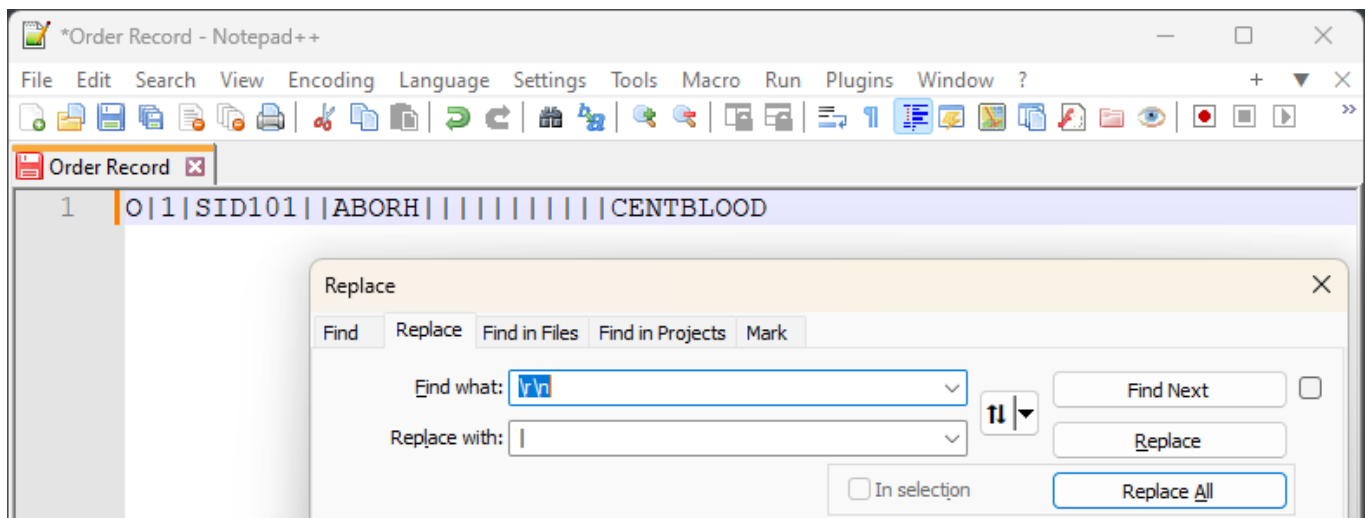 *Order Record - Notepad++
File Edit Search View Encoding Language Settings Tools Macro Run Plugins Window ? + ▼ X
Order Record
1 O|1|SID101||ABORH|||||||||||CENTBLOOD
Replace
Find Replace Find in Files Find in Projects Mark
Find what: \r\n Find Next
Replace with: | Replace
In selection Replace All